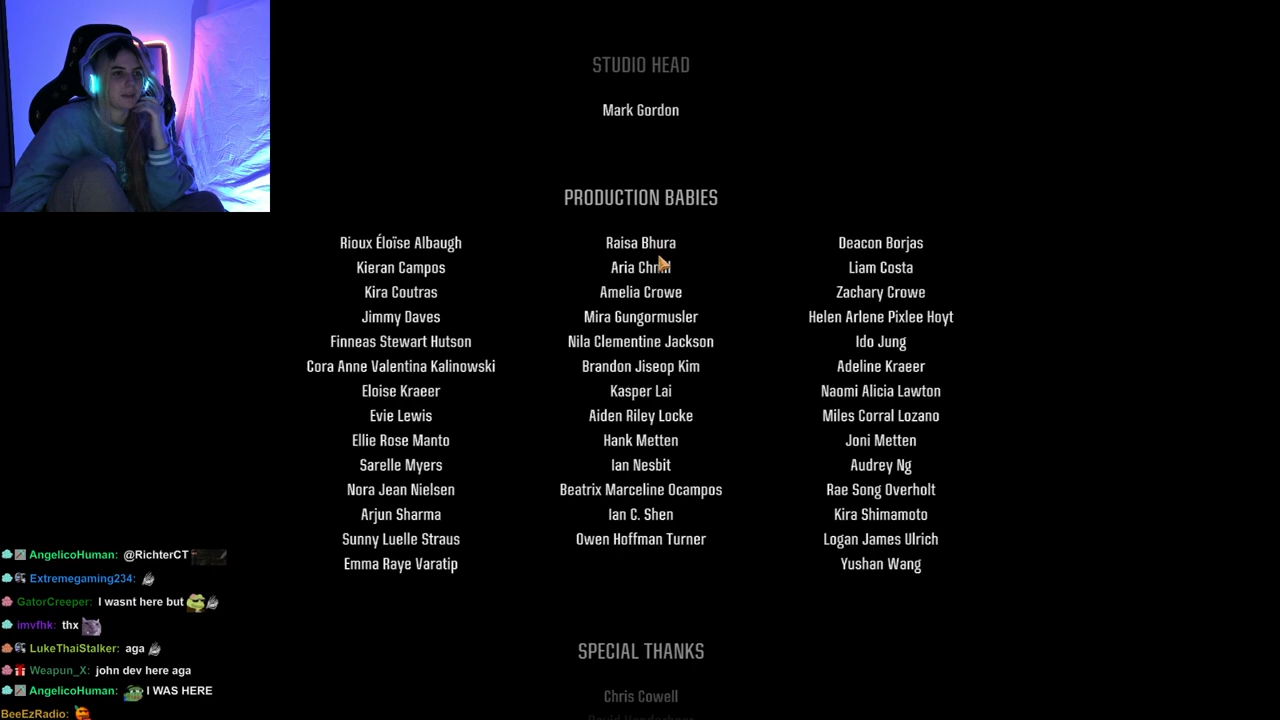 STUDIO HEAD
Mark Gordon
PRODUCTION BABIES
Rioux Éloïse Albaugh
Raisa Bhura
Deacon Borjas
Kieran Campos
Aria
Liam Costa
Kira Coutras
Amelia Crowe
Zachary Crowe
Jimmy Daves
Mira Gungormusler
Helen Arlene Pixlee Hoyt
Finneas Stewart Hutson
Nila Clementine Jackson
Ido Jung
Cora Anne Valentina Kalinowski
Brandon Jiseop Kim
Adeline Kraeer
Eloise Kraeer
Kasper Lai
Naomi Alicia Lawton
Evie Lewis
Aiden Riley Locke
Miles Corral Lozano
Ellie Rose Manto
Hank Metten
Joni Metten
Sarelle Myers
Ian Nesbit
Audrey Ng
Nora Jean Nielsen
Beatrix Marceline Ocampos
Rae Song Overholt
Arjun Sharma
Ian C. Shen
Kira Shimamoto
Sunny Luelle Straus
Owen Hoffman Turner
Logan James Ulrich
Emma Raye Varatip
Yushan Wang
SPECIAL THANKS
Chris Cowell
AngelicoHuman: @RichterCT
Extremegaming234:
GatorCreeper: I wasnt here but
imvfhk: thx
LukeThaiStalker: aga
Weapun_X: john dev here aga
AngelicoHuman: I WAS HERE
BeeEzRadio: